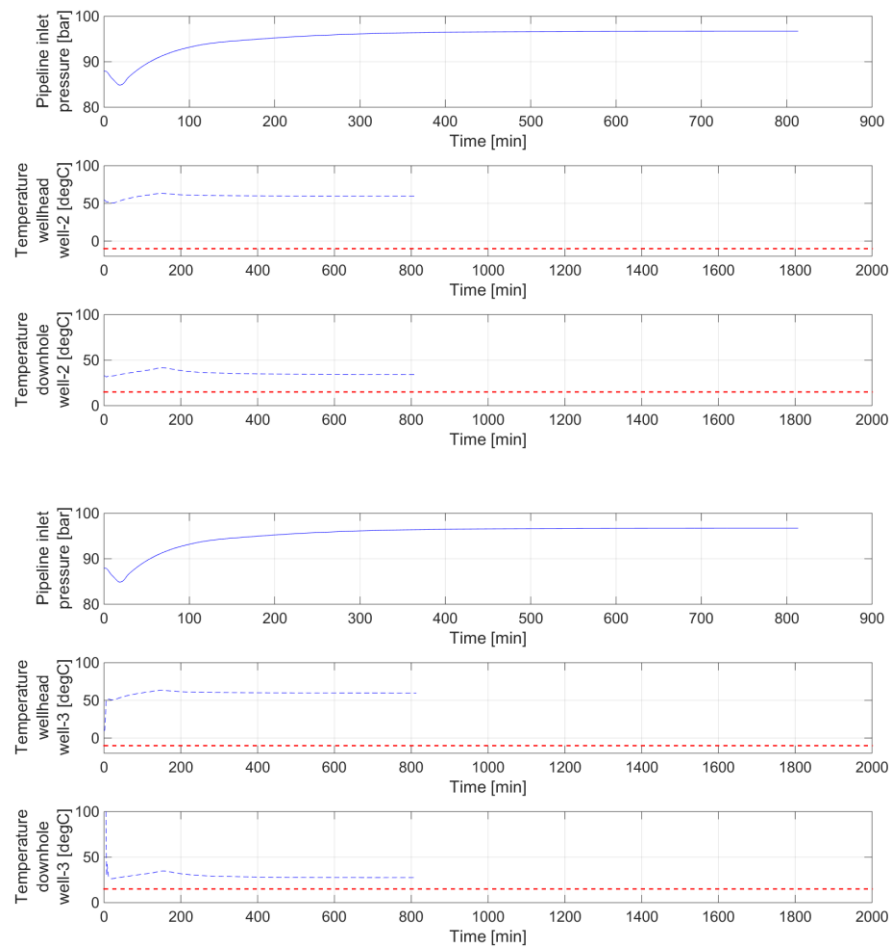 Pipeline inlet
pressure [bar]
100
90
80
0 100 200 300 400 500 600 700 800 900
Time [min]
Temperature
wellhead
well-2 [degC]
100
50
0
0 200 400 600 800 1000 1200 1400 1600 1800 2000
Time [min]
Temperature
downhole
well-2 [degC]
100
50
0
0 200 400 600 800 1000 1200 1400 1600 1800 2000
Time [min]
Pipeline inlet
pressure [bar]
100
90
80
0 100 200 300 400 500 600 700 800 900
Time [min]
Temperature
wellhead
well-3 [degC]
100
50
0
0 200 400 600 800 1000 1200 1400 1600 1800 2000
Time [min]
Temperature
downhole
well-3 [degC]
100
50
0
0 200 400 600 800 1000 1200 1400 1600 1800 2000
Time [min]